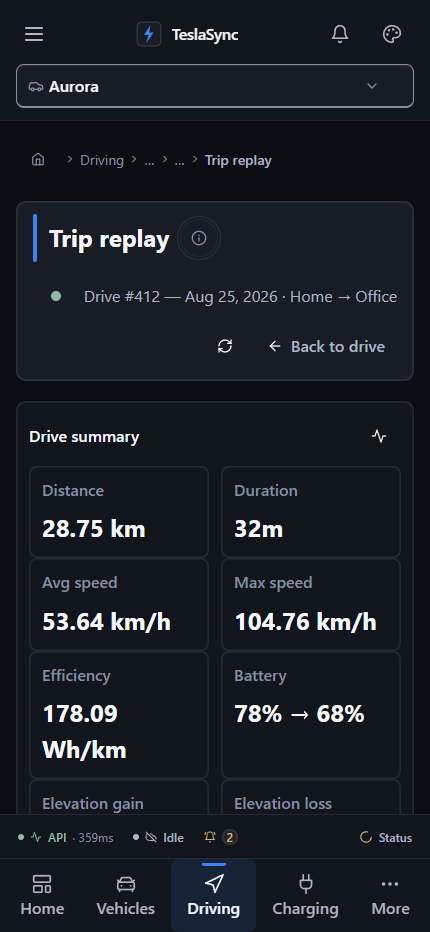 TeslaSync
Aurora
Driving ... ... Trip replay
Trip replay
Drive #412 — Aug 25, 2026 · Home → Office
Back to drive
Drive summary
Distance
28.75 km
Duration
32m
Avg speed
53.64 km/h
Max speed
104.76 km/h
Efficiency
178.09
Wh/km
Battery
78% → 68%
Elevation gain
Elevation loss
API · 359ms Idle 2 Status
Home Vehicles Driving Charging More